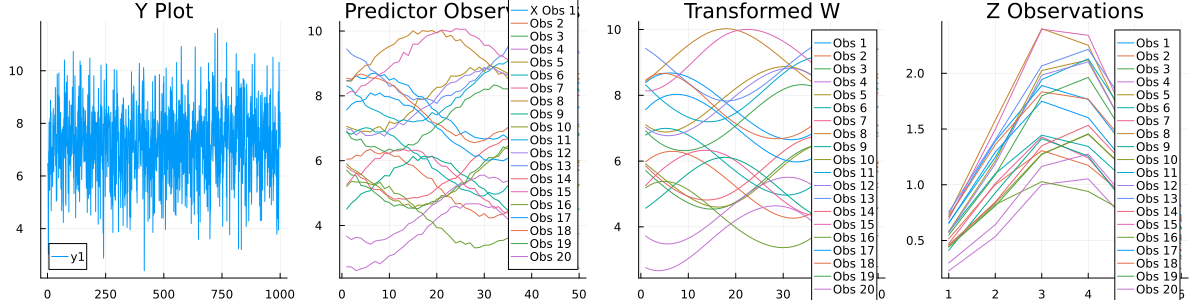 Y Plot
10
8
6
4
0
250
500
750
1000
y1
Predictor Obser
10
8
6
4
0
10
20
30
50
X Obs 1
Obs 2
Obs 3
Obs 4
Obs 5
Obs 6
Obs 7
Obs 8
Obs 9
Obs 10
Obs 11
Obs 12
Obs 13
Obs 14
Obs 15
Obs 16
Obs 17
Obs 18
Obs 19
Obs 20
Transformed W
10
8
6
4
0
10
20
30
0
Obs 1
Obs 2
Obs 3
Obs 4
Obs 5
Obs 6
Obs 7
Obs 8
Obs 9
Obs 10
Obs 11
Obs 12
Obs 13
Obs 14
Obs 15
Obs 16
Obs 17
Obs 18
Obs 19
Obs 20
Z Observations
2.0
1.5
1.0
0.5
1
2
3
4
Obs 1
Obs 2
Obs 3
Obs 4
Obs 5
Obs 6
Obs 7
Obs 8
Obs 9
Obs 10
Obs 11
Obs 12
Obs 13
Obs 14
Obs 15
Obs 16
Obs 17
Obs 18
Obs 19
Obs 20